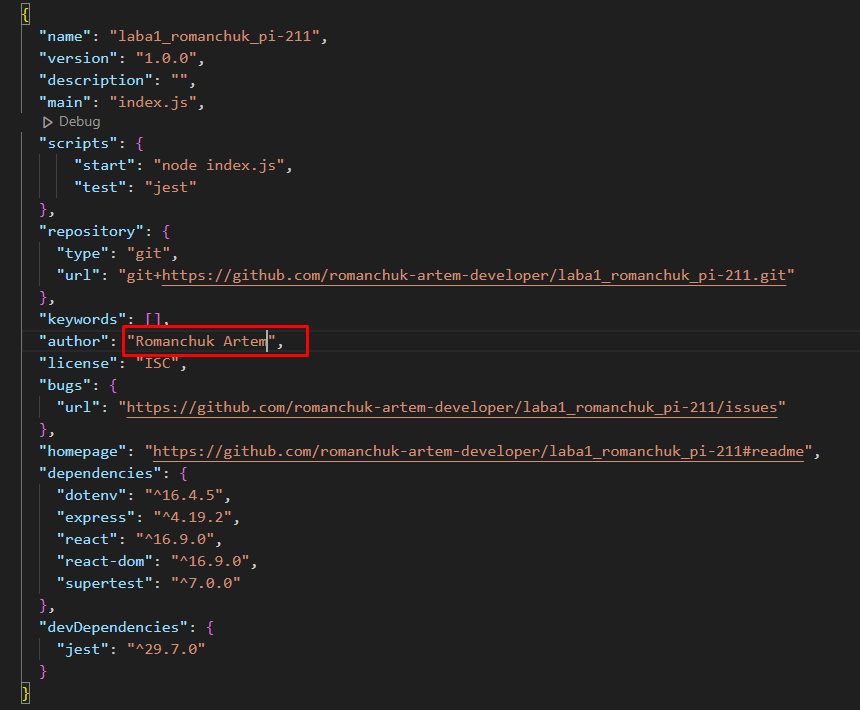 {
"name": "laba1_romanchuk_pi-211",
"version": "1.0.0",
"description": "",
"main": "index.js",
Debug
"scripts": {
"start": "node index.js",
"test": "jest"
},
"repository": {
"type": "git",
"url": "git+https://github.com/romanchuk-artem-developer/laba1_romanchuk_pi-211.git"
},
"keywords": [],
"author": "Romanchuk Artem",
"license": "ISC",
"bugs": {
"url": "https://github.com/romanchuk-artem-developer/laba1_romanchuk_pi-211/issues"
},
"homepage": "https://github.com/romanchuk-artem-developer/laba1_romanchuk_pi-211#readme",
"dependencies": {
"dotenv": "^16.4.5",
"express": "^4.19.2",
"react": "^16.9.0",
"react-dom": "^16.9.0",
"supertest": "^7.0.0"
},
"devDependencies": {
"jest": "^29.7.0"
}
}